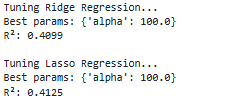 Tuning Ridge Regression...
Best params: {'alpha': 100.0}
R²: 0.4099
Tuning Lasso Regression...
Best params: {'alpha': 100.0}
R²: 0.4125